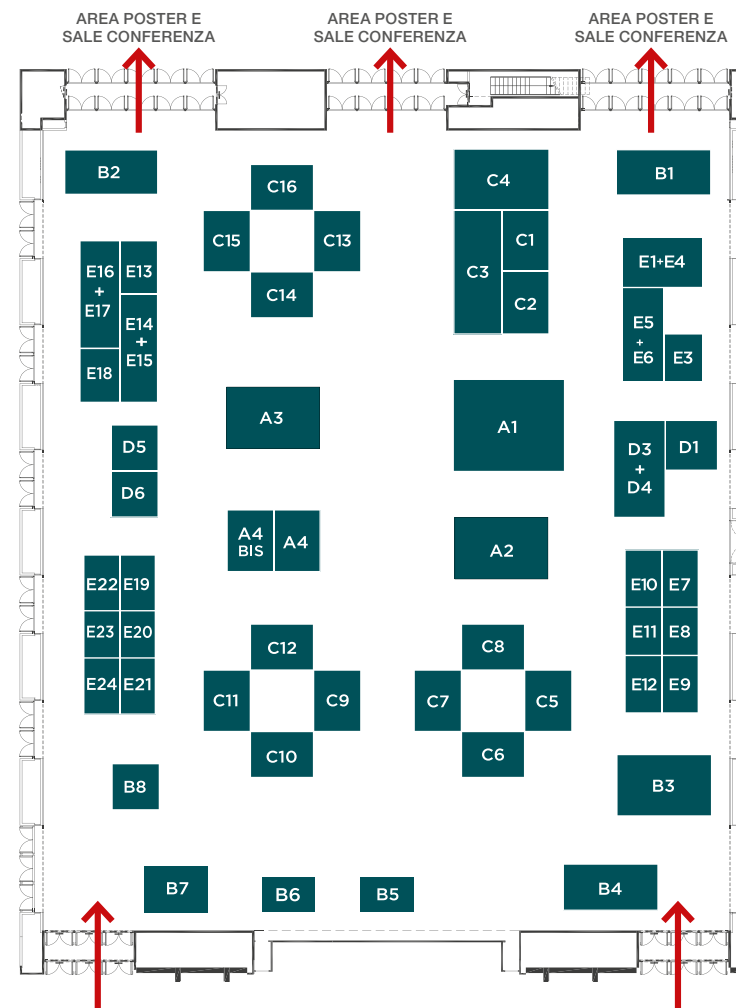 AREA POSTER E
SALE CONFERENZA
AREA POSTER E
SALE CONFERENZA
AREA POSTER E
SALE CONFERENZA
B2
C16
C4
B1
C15
C13
C3
C1
C14
C2
E16
+
E17
E13
E14
+
E15
E18
E1+E4
E5
+
E6
E3
A3
A1
D5
D6
D3
+
D4
D1
A4
BIS
A4
A2
E22
E19
E23
E20
E24
E21
E10
E7
E11
E8
E12
E9
C12
C11
C9
C10
C8
C7
C5
C6
B8
B3
B7
B6
B5
B4